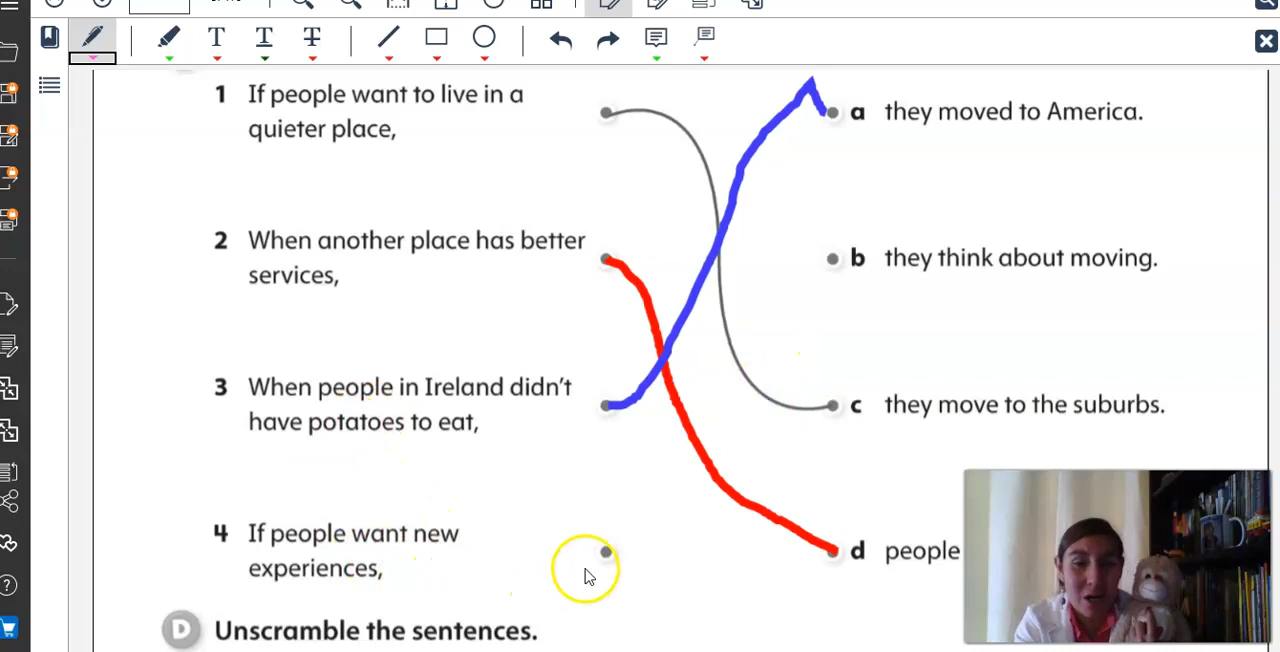 1 If people want to live in a
quieter place,
a they moved to America.
2 When another place has better
services,
b they think about moving.
3 When people in Ireland didn't
have potatoes to eat,
c they move to the suburbs.
4 If people want new
experiences,
d people
D Unscramble the sentences.